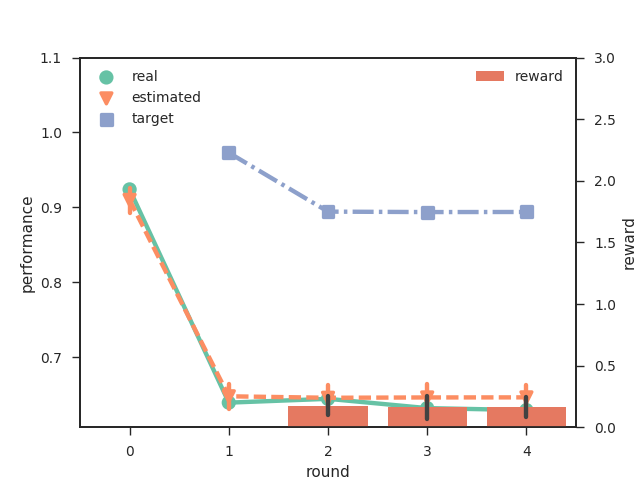 real
estimated
target
reward
1.1
1.0
0.9
0.8
0.7
performance
3.0
2.5
2.0
1.5
1.0
0.5
0.0
reward
0 1 2 3 4
round